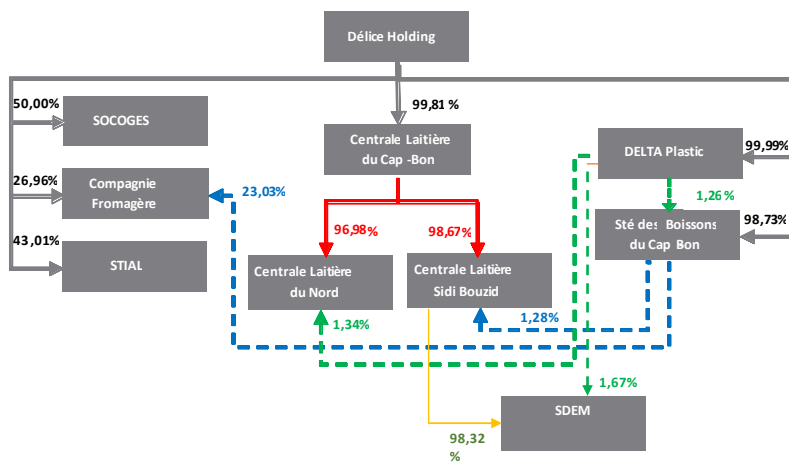 Délice Holding
50,00%
99,81 %
SOCOGES
Centrale Laitière
du Cap -Bon
DELTA Plastic
99,99%
26,96%
Compagnie
Fromagère
23,03%
1,26%
96,98%
98,67%
Sté des Boissons
du Cap Bon
98,73%
43,01%
STIAL
Centrale Laitière
du Nord
Centrale Laitière
Sidi Bouzid
1,34%
1,28%
1,67%
SDEM
98,32
%